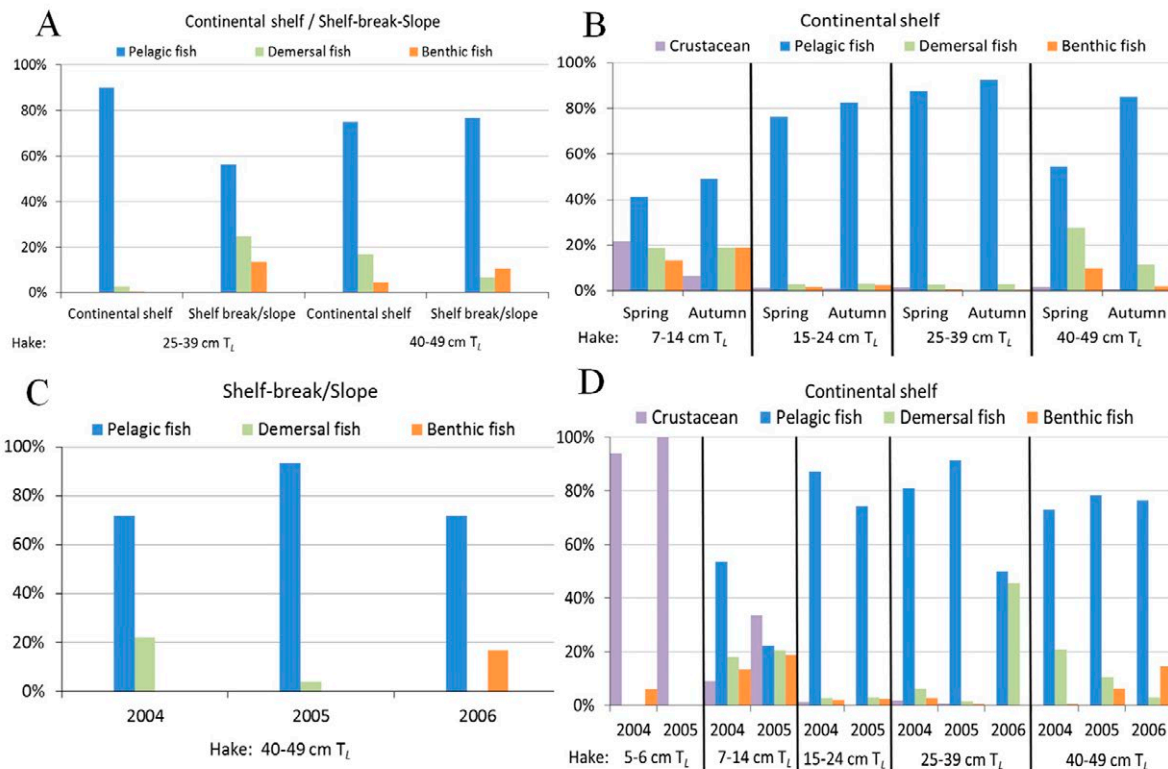 A
Continental shelf / Shelf-break-Slope
Pelagic fish Demersal fish Benthic fish
100%
80%
60%
40%
20%
0%
Continental shelf Shelf break/slope Continental shelf Shelf break/slope
Hake: 25-39 cm TL 40-49 cm TL
B
Continental shelf
Crustacean Pelagic fish Demersal fish Benthic fish
100%
80%
60%
40%
20%
0%
Spring Autumn Spring Autumn Spring Autumn Spring Autumn
Hake: 7-14 cm TL 15-24 cm TL 25-39 cm TL 40-49 cm TL
C
Shelf-break/Slope
Pelagic fish Demersal fish Benthic fish
100%
80%
60%
40%
20%
0%
2004 2005 2006
Hake: 40-49 cm TL
D
Continental shelf
Crustacean Pelagic fish Demersal fish Benthic fish
100%
80%
60%
40%
20%
0%
2004 2005 2004 2005 2004 2005 2004 2005 2006 2004 2005 2006
Hake: 5-6 cm TL 7-14 cm TL 15-24 cm TL 25-39 cm TL 40-49 cm TL